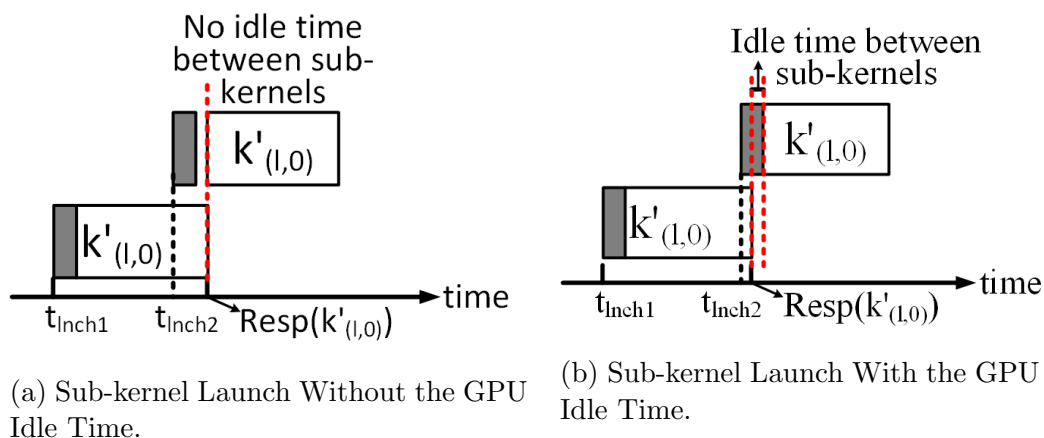 No idle time
between sub-
kernels
k'(l,0)
k'(l,0)
time
tlnch1
tlnch2
Resp(k'(l,0))
(a) Sub-kernel Launch Without the GPU
Idle Time.
Idle time between
sub-kernels
k'(l,0)
k'(l,0)
time
tlnch1
tlnch2
Resp(k'(l,0))
(b) Sub-kernel Launch With the GPU
Idle Time.